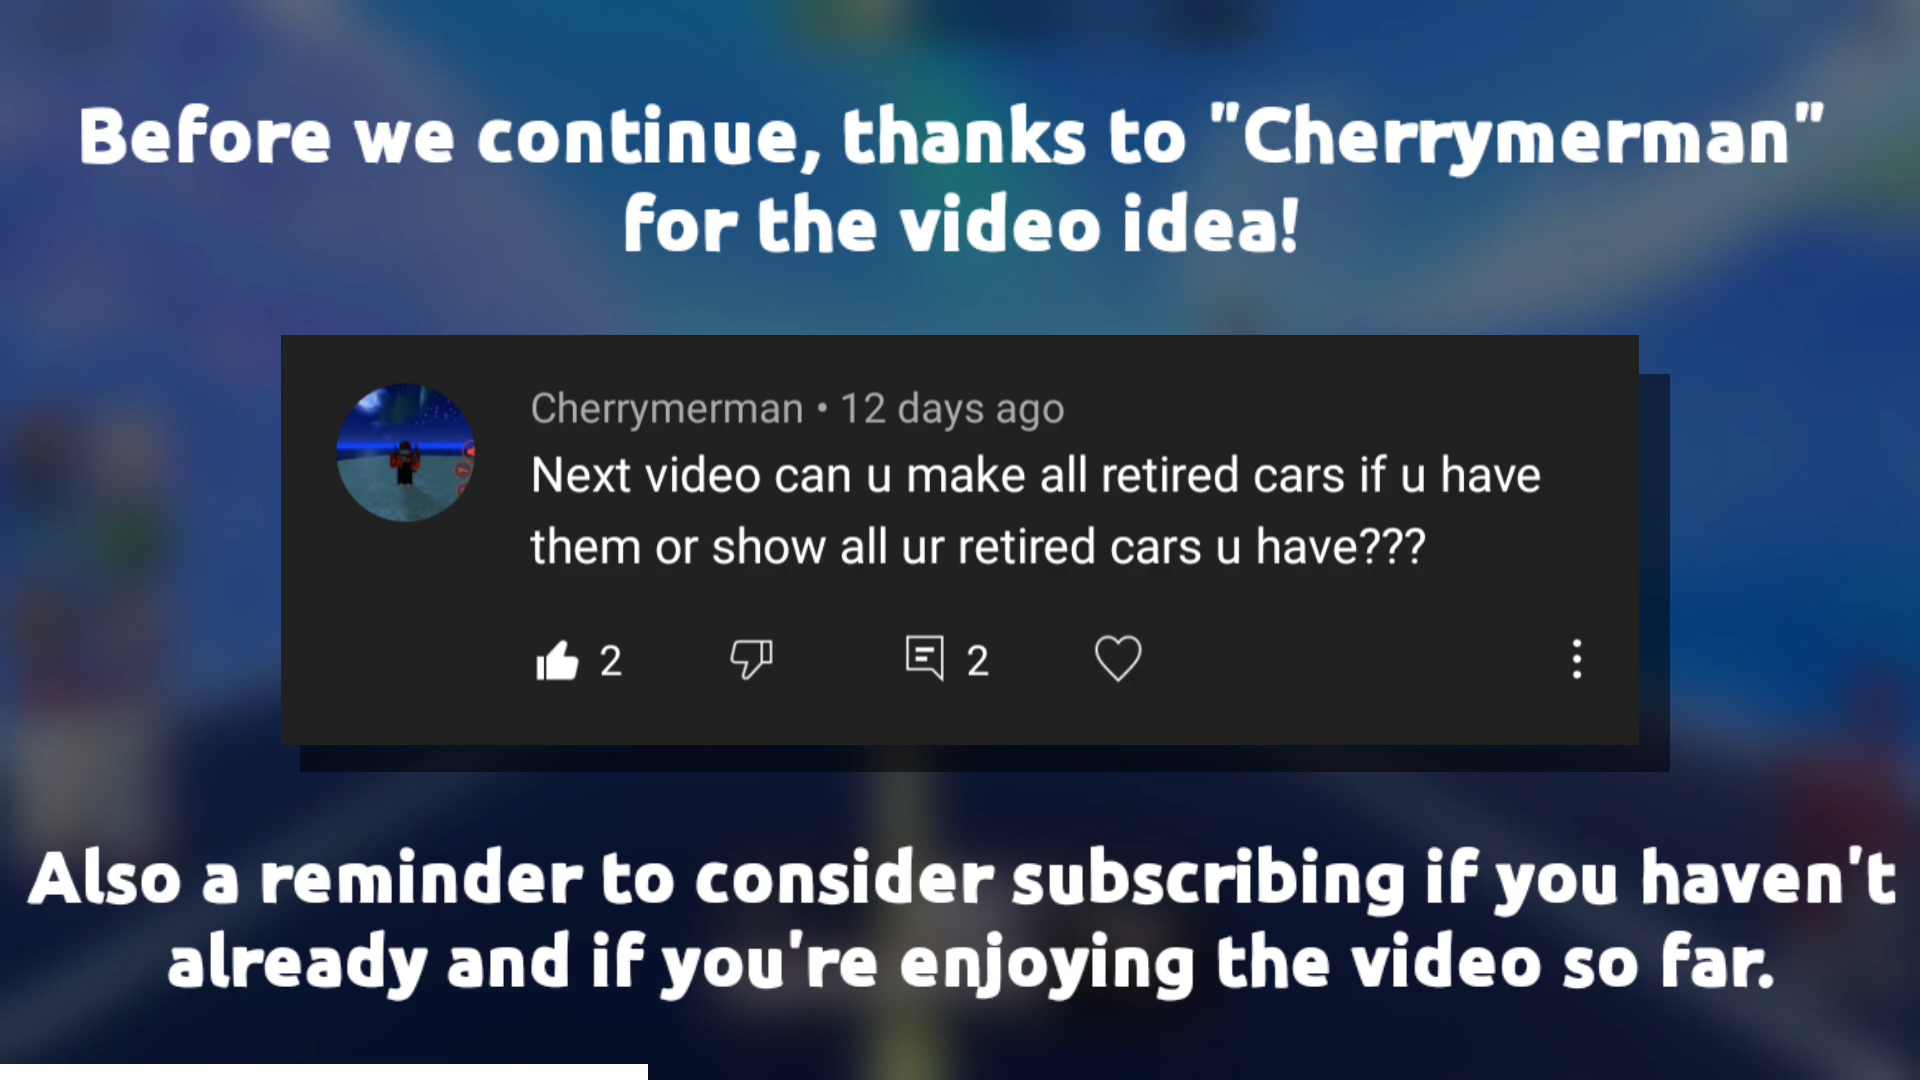 Before we continue, thanks to "Cherrymerman"
for the video idea!
Cherrymerman • 12 days ago
Next video can u make all retired cars if u have
them or show all ur retired cars u have???
2 2
Also a reminder to consider subscribing if you haven't
already and if you're enjoying the video so far.